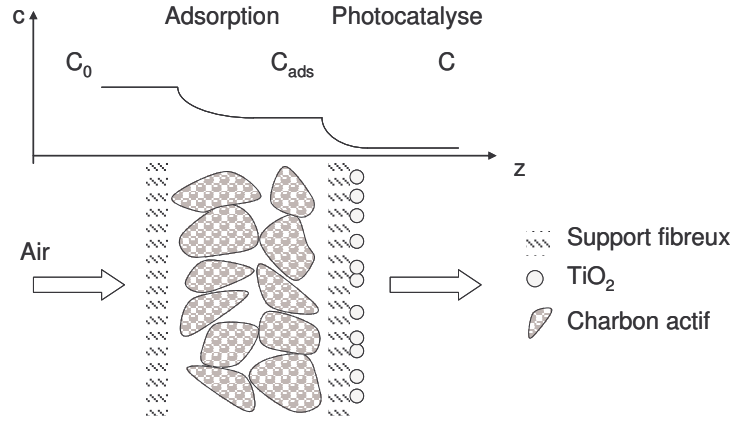 c
Adsorption
Photocatalyse
C0
Cads
C
z
Air
Support fibreux
TiO2
Charbon actif